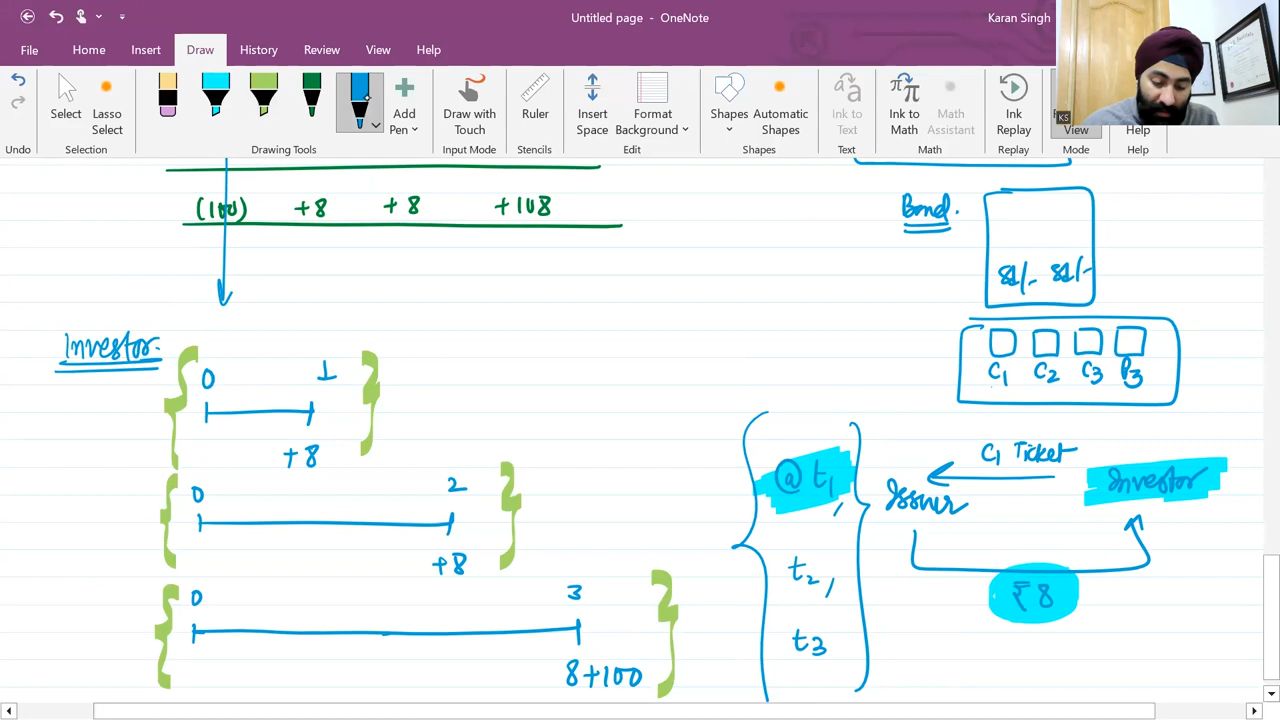 Untitled page - OneNote
Karan Singh
File
Home
Insert
Draw
History
Review
View
Help
Select
Lasso
Select
Add
Pen
Draw with
Touch
Ruler
Insert
Space
Format
Background
Shapes
Automatic
Shapes
Ink to
Text
Ink to
Math
Math
Assistant
Ink
Replay
KS
View
Help
Undo
Selection
Drawing Tools
Input Mode
Stencils
Edit
Shapes
Text
Math
Replay
Mode
Help
(100) +8 +8 +108
Bond.
Investor.
0 1
+8
0 2
+8
0 3
8+100
C1 C2 C3 P3
@ t1,
t2,
t3
C1 Ticket
Issuer
Investor
₹8